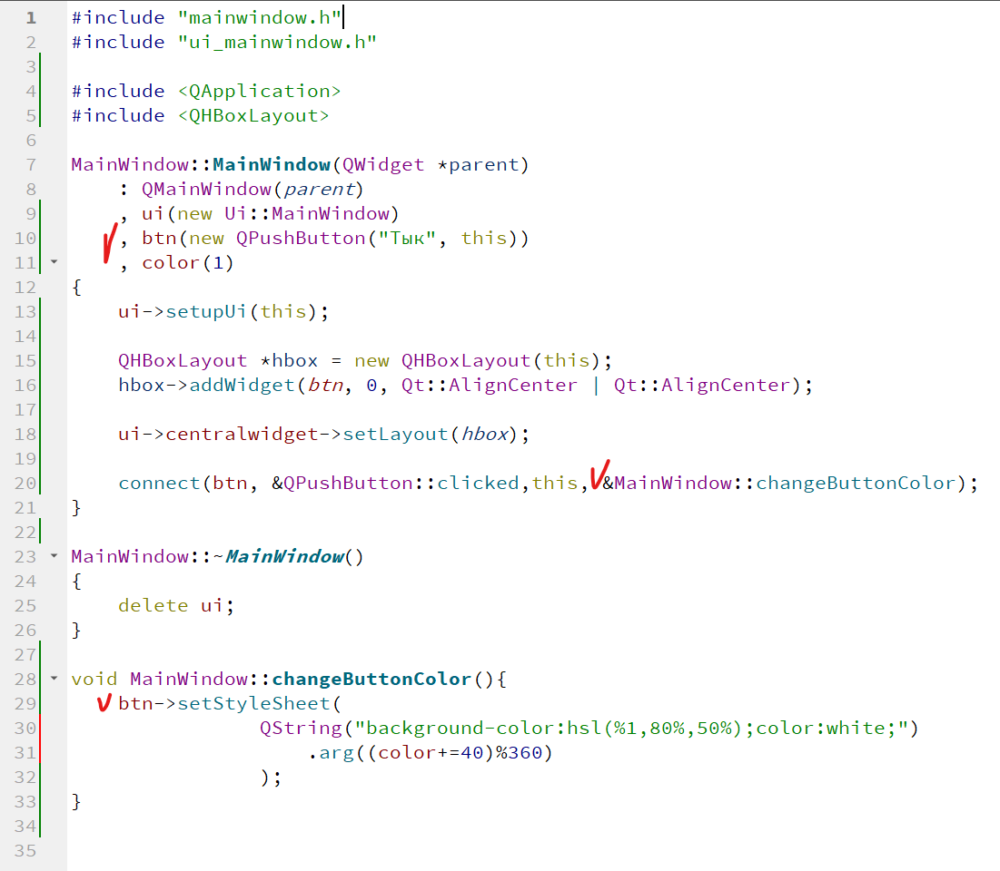 1 #include "mainwindow.h"
2 #include "ui_mainwindow.h"
3
4 #include <QApplication>
5 #include <QHBoxLayout>
6
7 MainWindow::MainWindow(QWidget *parent)
8     : QMainWindow(parent)
9     , ui(new Ui::MainWindow)
10     , btn(new QPushButton("Тык", this))
11     , color(1)
12 {
13     ui->setupUi(this);
14
15     QHBoxLayout *hbox = new QHBoxLayout(this);
16     hbox->addWidget(btn, 0, Qt::AlignCenter | Qt::AlignCenter);
17
18     ui->centralwidget->setLayout(hbox);
19
20     connect(btn, &QPushButton::clicked,this,&MainWindow::changeButtonColor);
21 }
22
23 MainWindow::~MainWindow()
24 {
25     delete ui;
26 }
27
28 void MainWindow::changeButtonColor(){
29     btn->setStyleSheet(
30                 QString("background-color:hsl(%1,80%,50%);color:white;")
31                     .arg((color+=40)%360)
32                 );
33 }
34
35